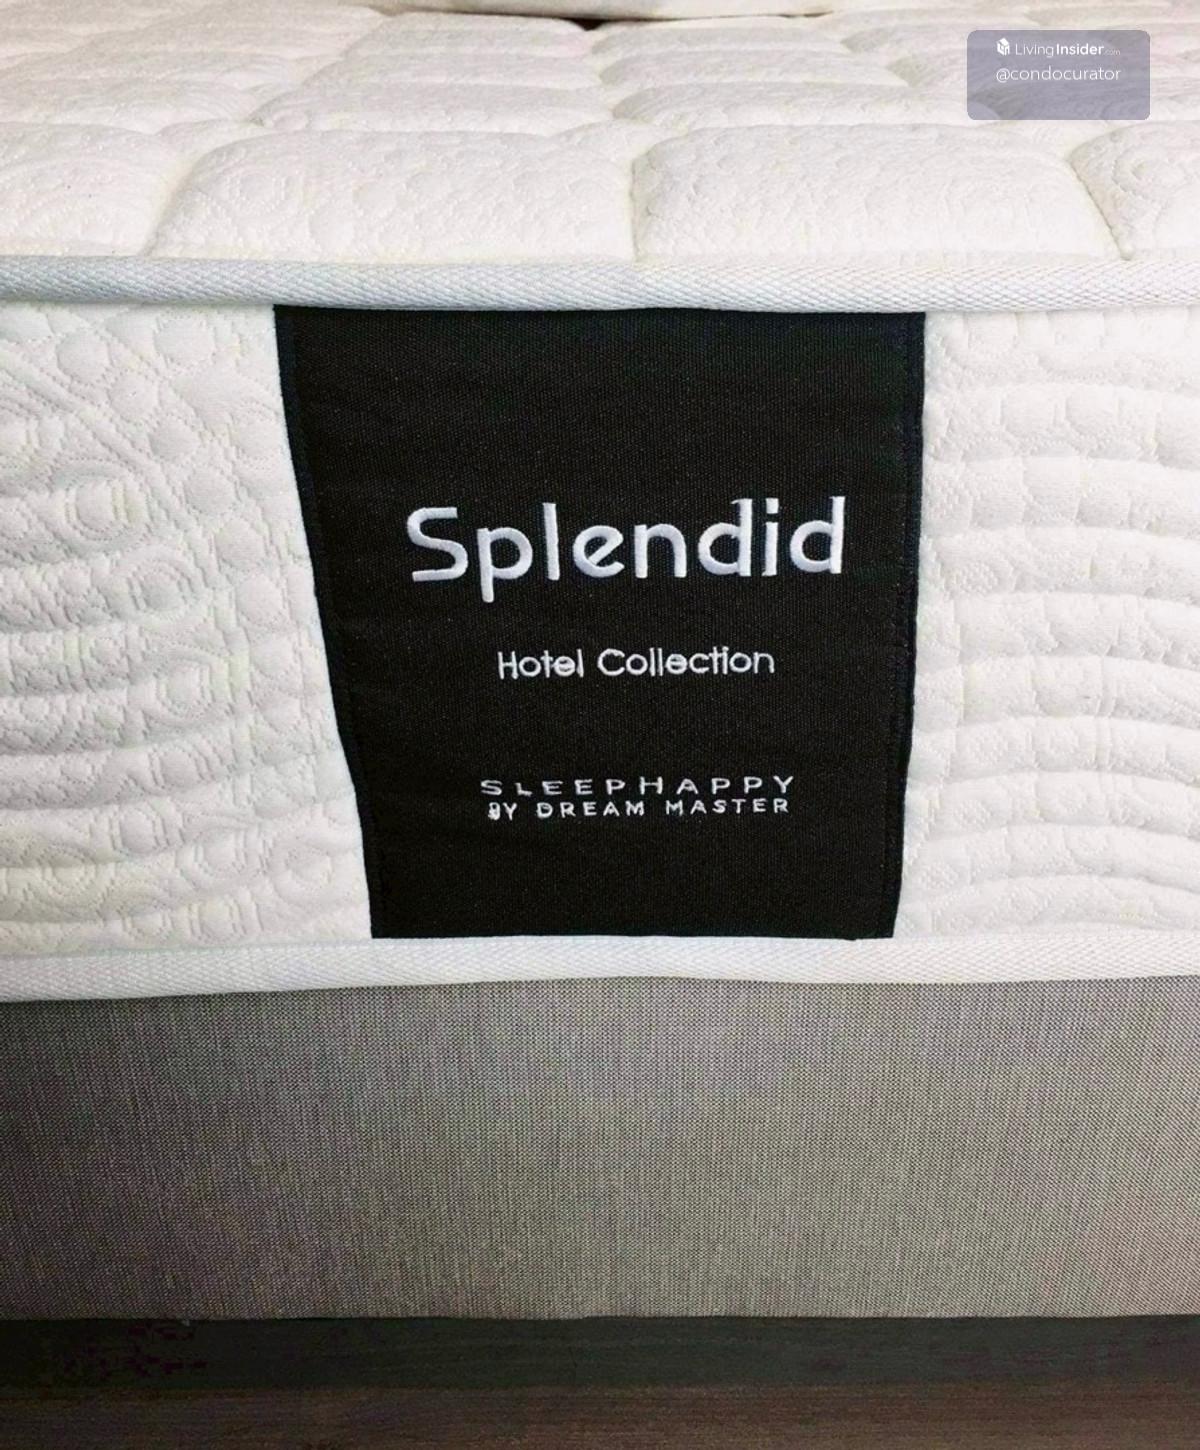 LivingInsider.com
@condocurator
Splendid
Hotel Collection
SLEEPHAPPY
BY DREAM MASTER